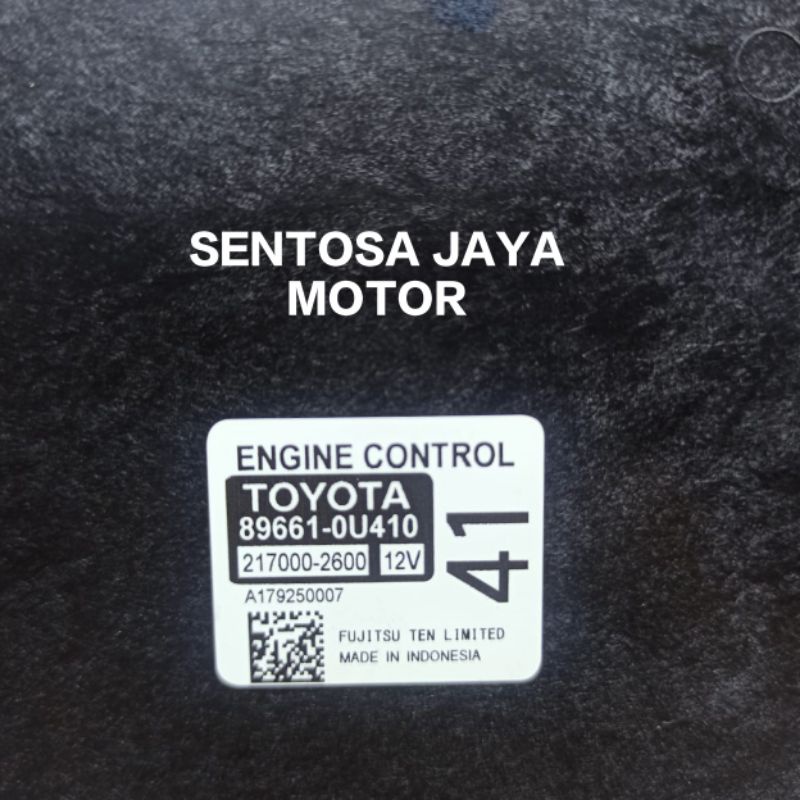 SENTOSA JAYA
MOTOR
ENGINE CONTROL
TOYOTA
89661-0U410
217000-2600 12V
41
A179250007
FUJITSU TEN LIMITED
MADE IN INDONESIA